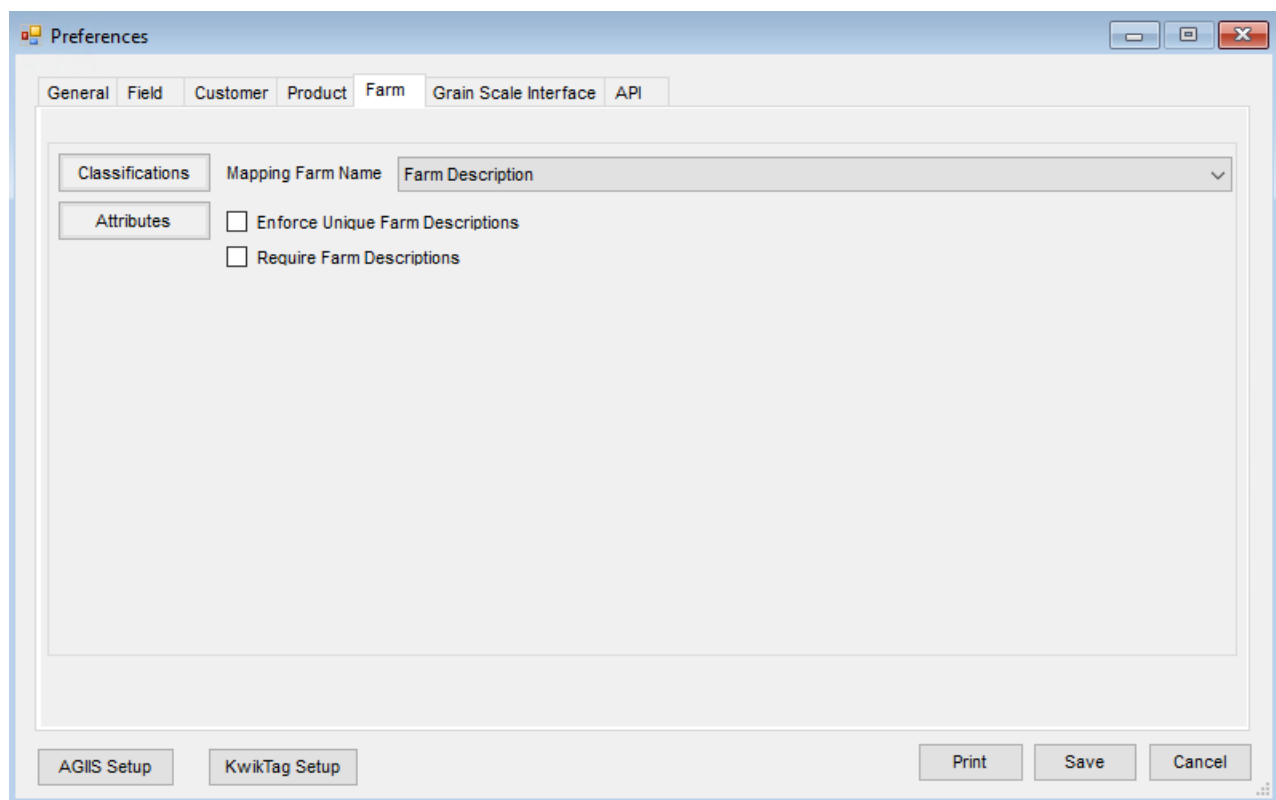 Preferences
General Field Customer Product Farm Grain Scale Interface API
Classifications Mapping Farm Name Farm Description
Attributes Enforce Unique Farm Descriptions
Require Farm Descriptions
AGIIS Setup KwikTag Setup Print Save Cancel